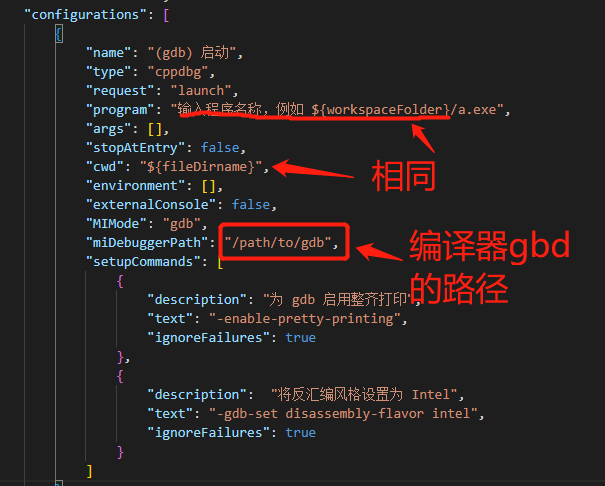 "configurations": [
{
"name": "(gdb) 启动",
"type": "cppdbg",
"request": "launch",
"program": "输入程序名称，例如 ${workspaceFolder}/a.exe",
"args": [],
"stopAtEntry": false,
"cwd": "${fileDirname}",
相同
"environment": [],
"externalConsole": false,
"MIMode": "gdb",
"miDebuggerPath": "/path/to/gdb",
编译器gbd
的路径
"setupCommands": [
{
"description": "为 gdb 启用整齐打印",
"text": "-enable-pretty-printing",
"ignoreFailures": true
},
{
"description":  "将反汇编风格设置为 Intel",
"text": "-gdb-set disassembly-flavor intel",
"ignoreFailures": true
}
]